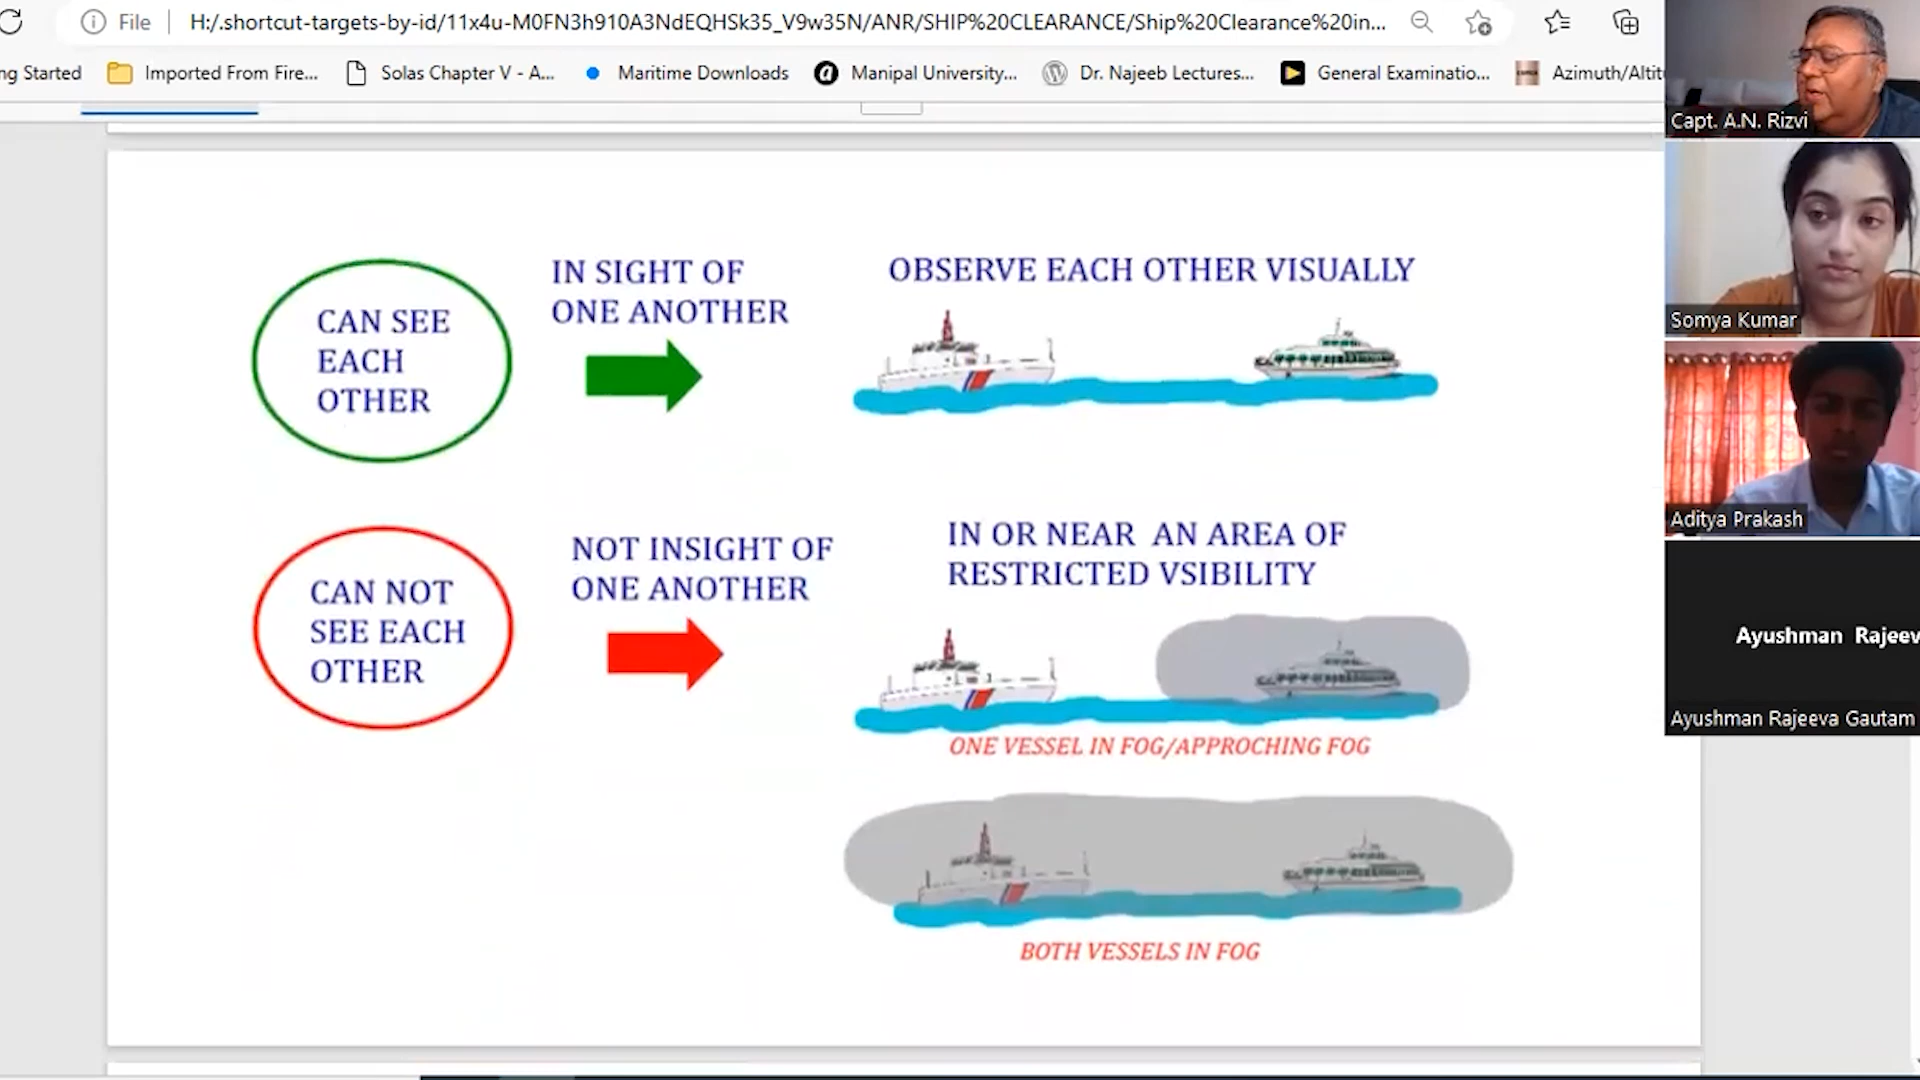 File
H:/.shortcut-targets-by-id/11x4u-M0FN3h910A3NdEQHSk35_V9w35N/ANR/SHIP%20CLEARANCE/Ship%20Clearance%20in...
ng Started
Imported From Fire...
Solas Chapter V - A...
Maritime Downloads
Manipal University...
Dr. Najeeb Lectures...
General Examinatio...
Azimuth/Altit
CAN SEE
EACH
OTHER
IN SIGHT OF
ONE ANOTHER
OBSERVE EACH OTHER VISUALLY
CAN NOT
SEE EACH
OTHER
NOT INSIGHT OF
ONE ANOTHER
IN OR NEAR AN AREA OF
RESTRICTED VSIBILITY
ONE VESSEL IN FOG/APPROCHING FOG
BOTH VESSELS IN FOG
Capt. A.N. Rizvi
Somya Kumar
Aditya Prakash
Ayushman Rajeev
Ayushman Rajeeva Gautam